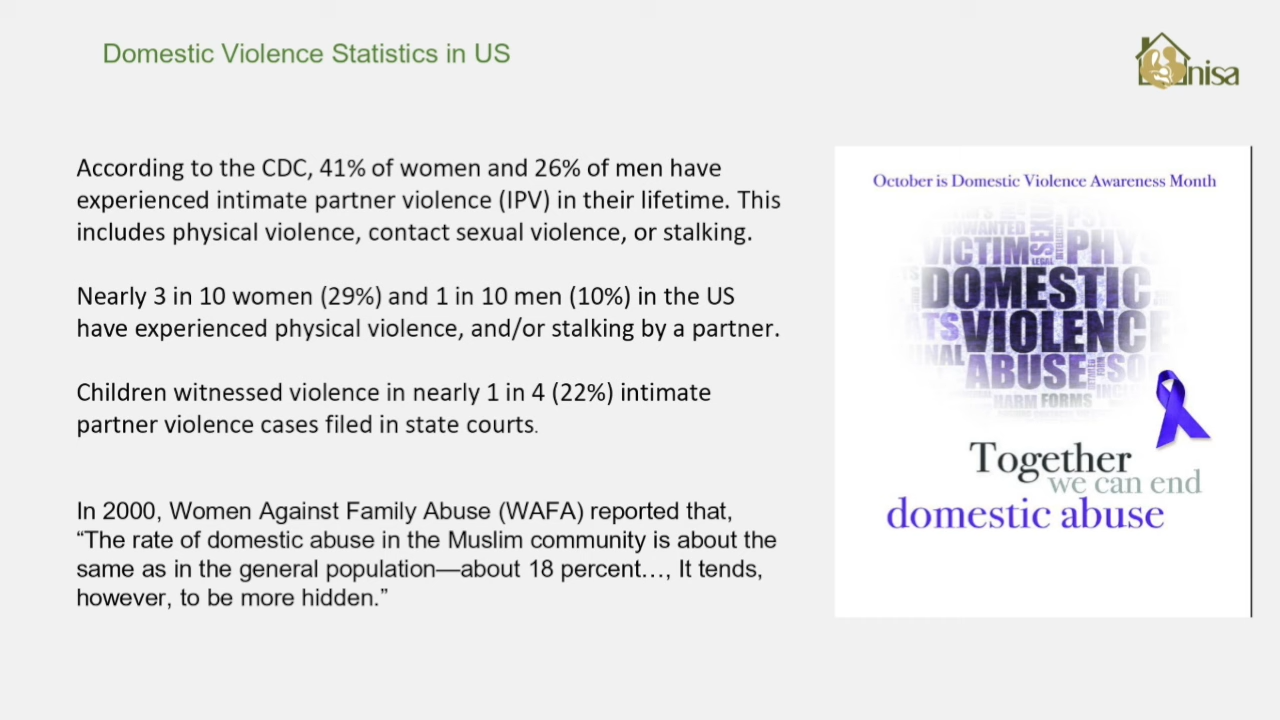 Domestic Violence Statistics in US
nisa
According to the CDC, 41% of women and 26% of men have
experienced intimate partner violence (IPV) in their lifetime. This
includes physical violence, contact sexual violence, or stalking.
Nearly 3 in 10 women (29%) and 1 in 10 men (10%) in the US
have experienced physical violence, and/or stalking by a partner.
Children witnessed violence in nearly 1 in 4 (22%) intimate
partner violence cases filed in state courts.
In 2000, Women Against Family Abuse (WAFA) reported that,
“The rate of domestic abuse in the Muslim community is about the
same as in the general population—about 18 percent…, It tends,
however, to be more hidden.”
October is Domestic Violence Awareness Month
UNWANTED
VICTIM
PHYS
LEGAL
DOMESTIC
VIOLENCE
ABUSE
HARM FORMS
Together
we can end
domestic abuse